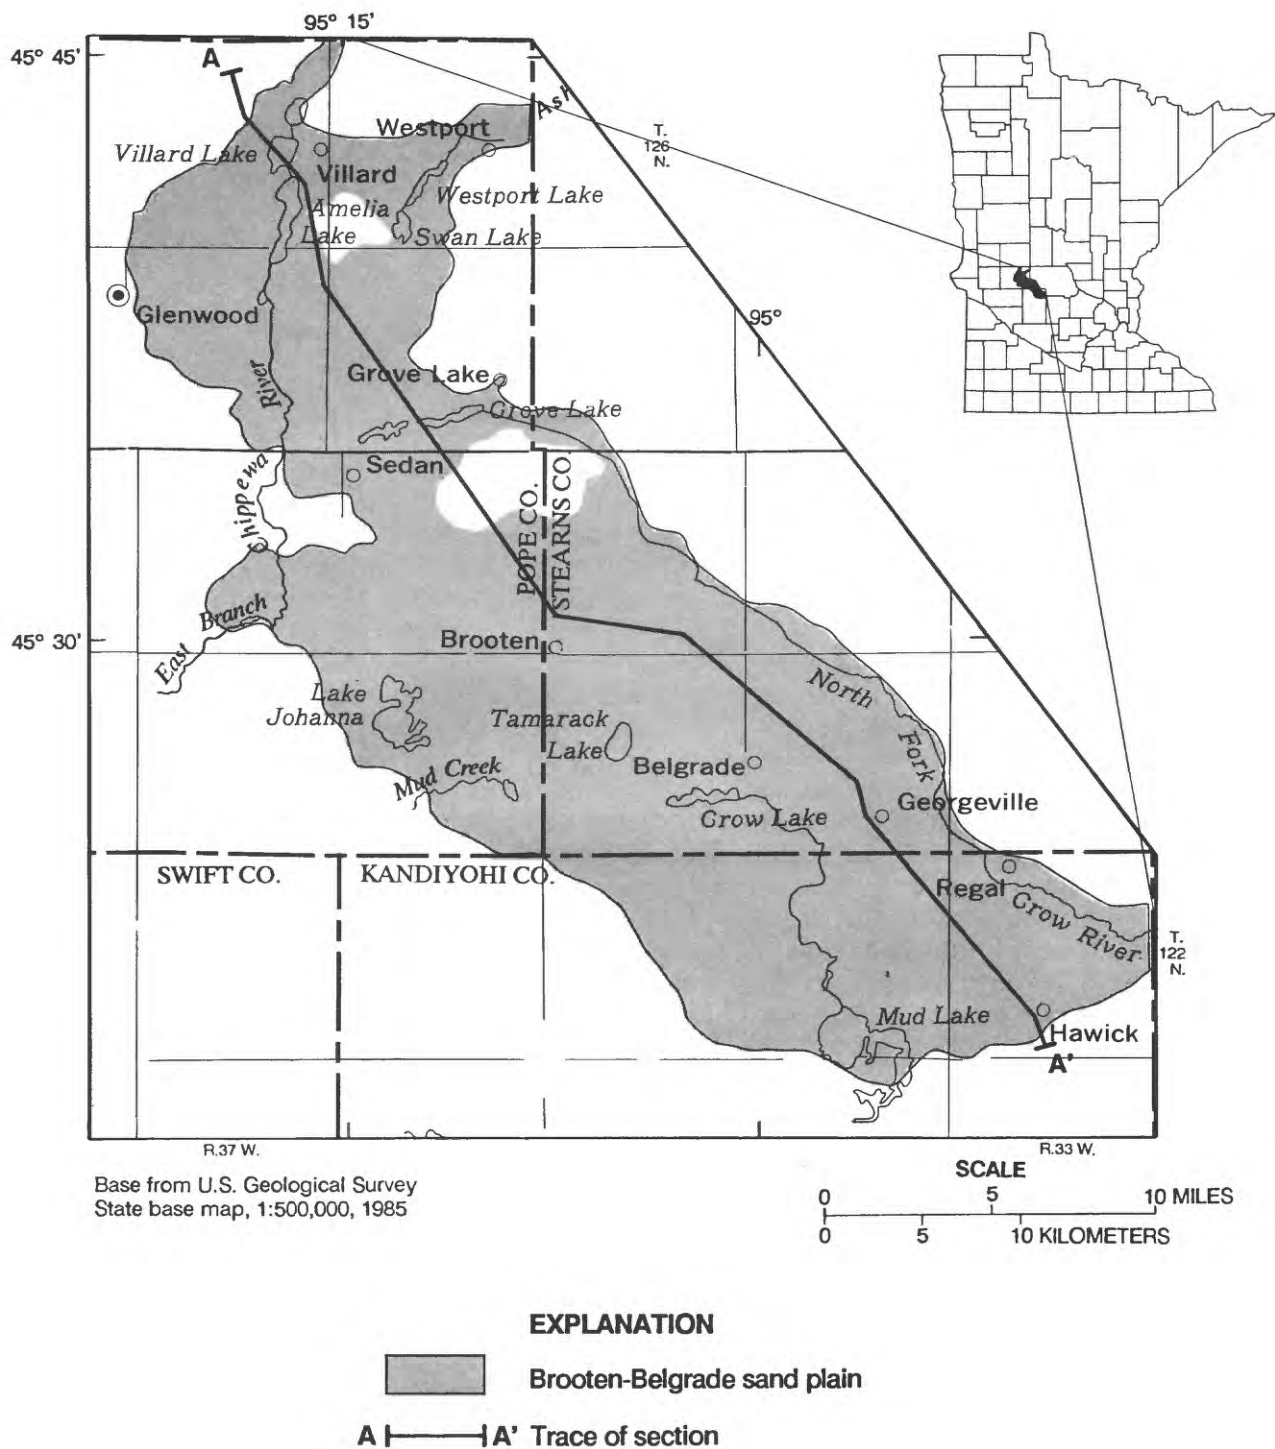 95° 15'
45° 45'
A
Ash
T.
126
N.
Westport
Villard Lake
Villard
Amelia
Lake
Westport Lake
Swan Lake
Glenwood
95°
River
Grove Lake
Grove Lake
Sedan
hippewa
POPE CO.
STEARNS CO.
East Branch
45° 30'
Brooten
North
Fork
Lake
Johanna
Tamarack
Lake
Belgrade
Mud Creek
Crow Lake
Georgeville
SWIFT CO.
KANDIYOHI CO.
Regal
Crow River
T.
122
N.
Mud Lake
Hawick
A'
R.37 W.
R.33 W.
Base from U.S. Geological Survey
State base map, 1:500,000, 1985
SCALE
0 5 10 MILES
0 5 10 KILOMETERS
EXPLANATION
Brooten-Belgrade sand plain
A A' Trace of section